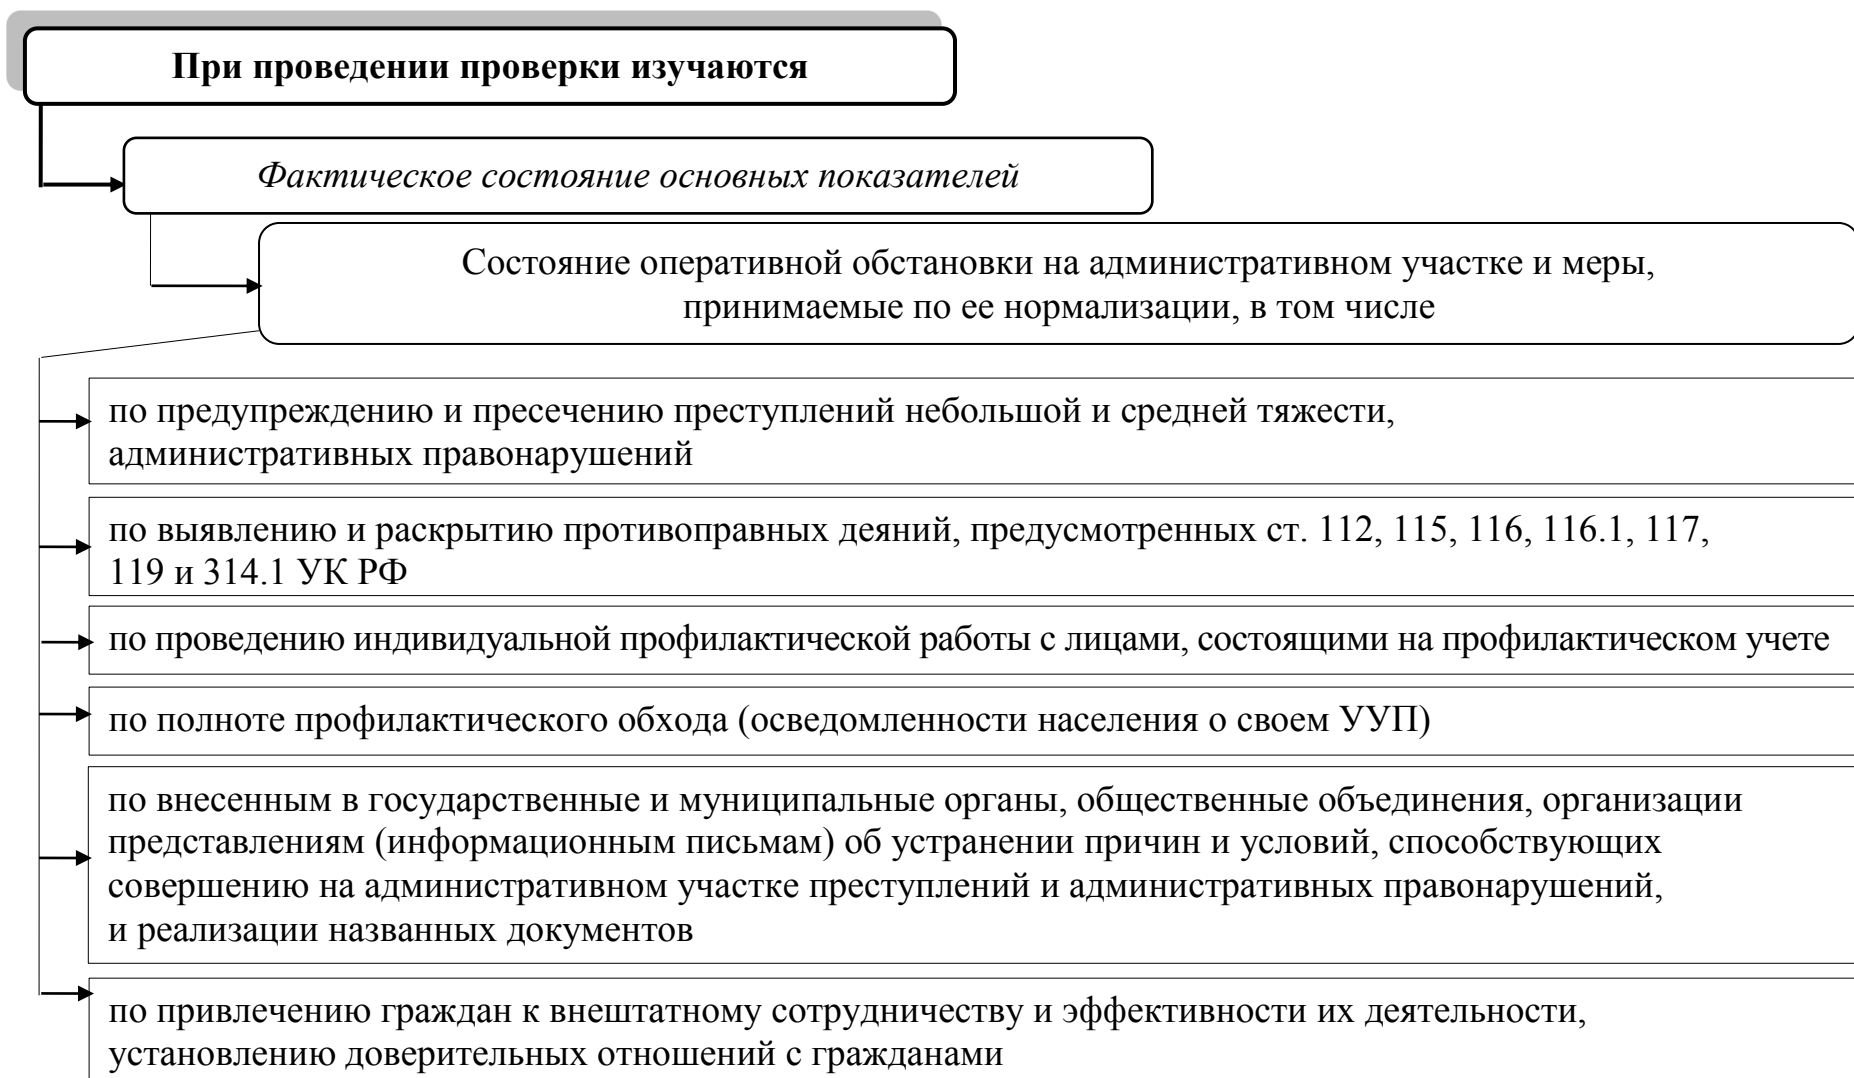 При проведении проверки изучаются
Фактическое состояние основных показателей
Состояние оперативной обстановки на административном участке и меры,
принимаемые по ее нормализации, в том числе
по предупреждению и пресечению преступлений небольшой и средней тяжести,
административных правонарушений
по выявлению и раскрытию противоправных деяний, предусмотренных ст. 112, 115, 116, 116.1, 117,
119 и 314.1 УК РФ
по проведению индивидуальной профилактической работы с лицами, состоящими на профилактическом учете
по полноте профилактического обхода (осведомленности населения о своем УУП)
по внесенным в государственные и муниципальные органы, общественные объединения, организации
представлениям (информационным письмам) об устранении причин и условий, способствующих
совершению на административном участке преступлений и административных правонарушений,
и реализации названных документов
по привлечению граждан к внештатному сотрудничеству и эффективности их деятельности,
установлению доверительных отношений с гражданами